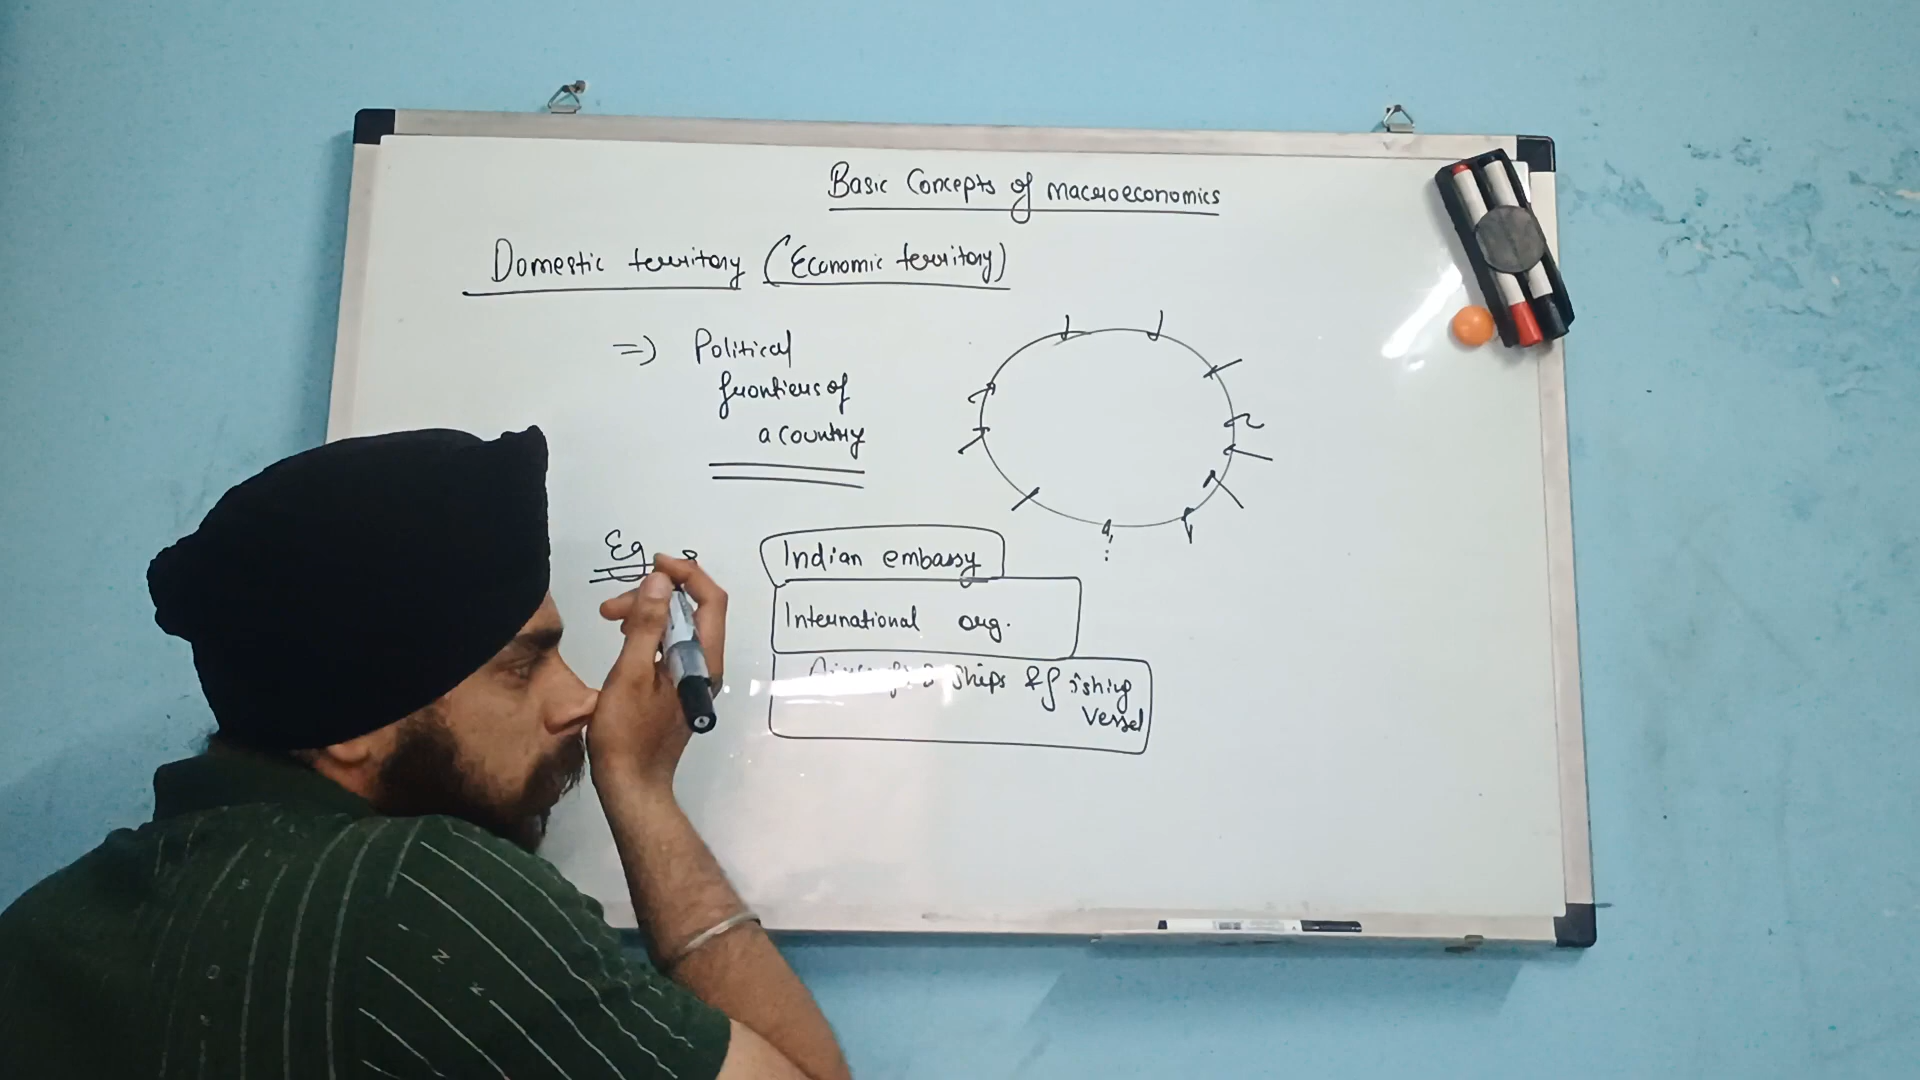 Basic Concepts of macroeconomics
Domestic territory (Economic territory)
=> Political
frontiers of
a country
Eg
Indian embassy
International org.
ships & fishing
Vessel